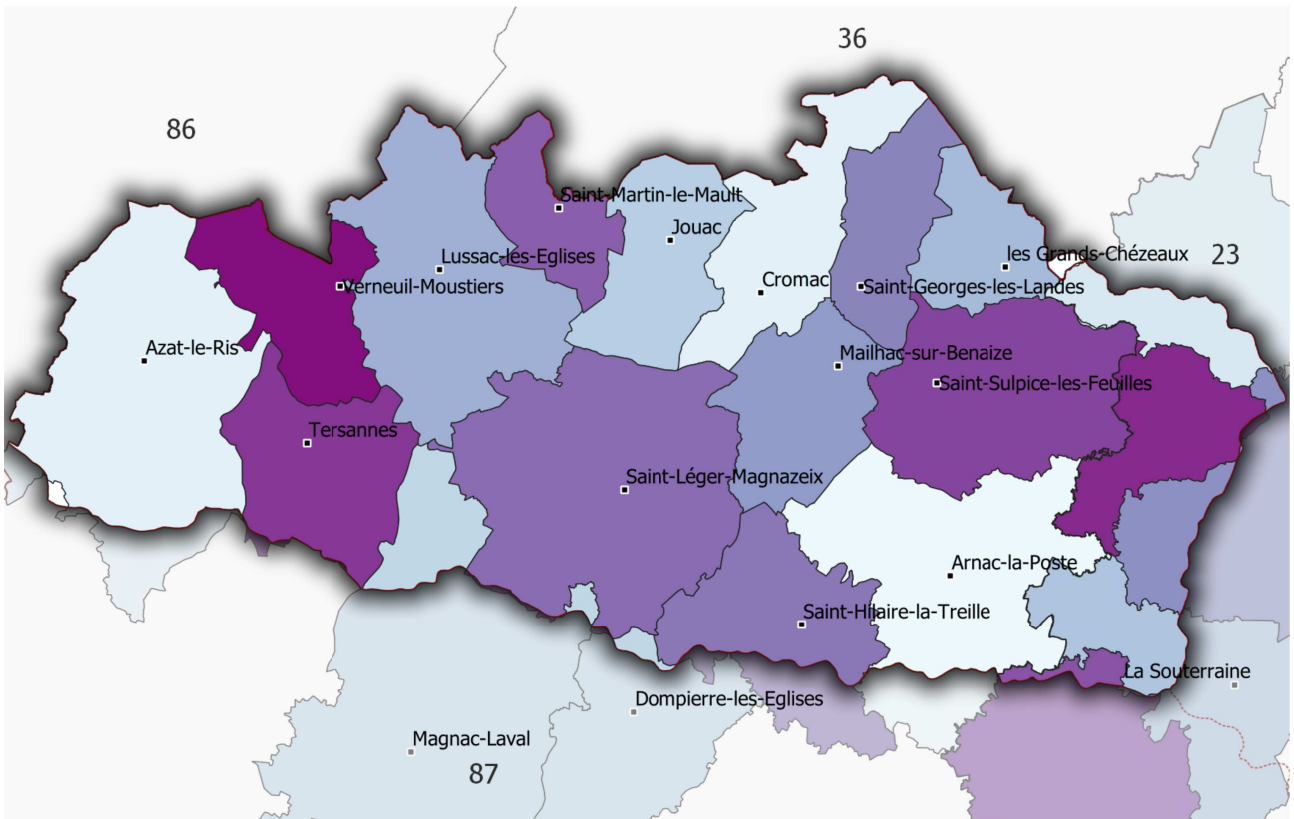 36
86
Saint-Martin-le-Mault
Jouac
Lussac-les-Eglises
les Grands-Chézeaux
23
Verneuil-Moustiers
Cromac
Saint-Georges-les-Landes
Azat-le-Ris
Mailhac-sur-Benaize
Saint-Sulpice-les-Feuilles
Tersannes
Saint-Léger-Magnazeix
Arnac-la-Poste
Saint-Hilaire-la-Treille
La Souterraine
Dompierre-les-Eglises
Magnac-Laval
87